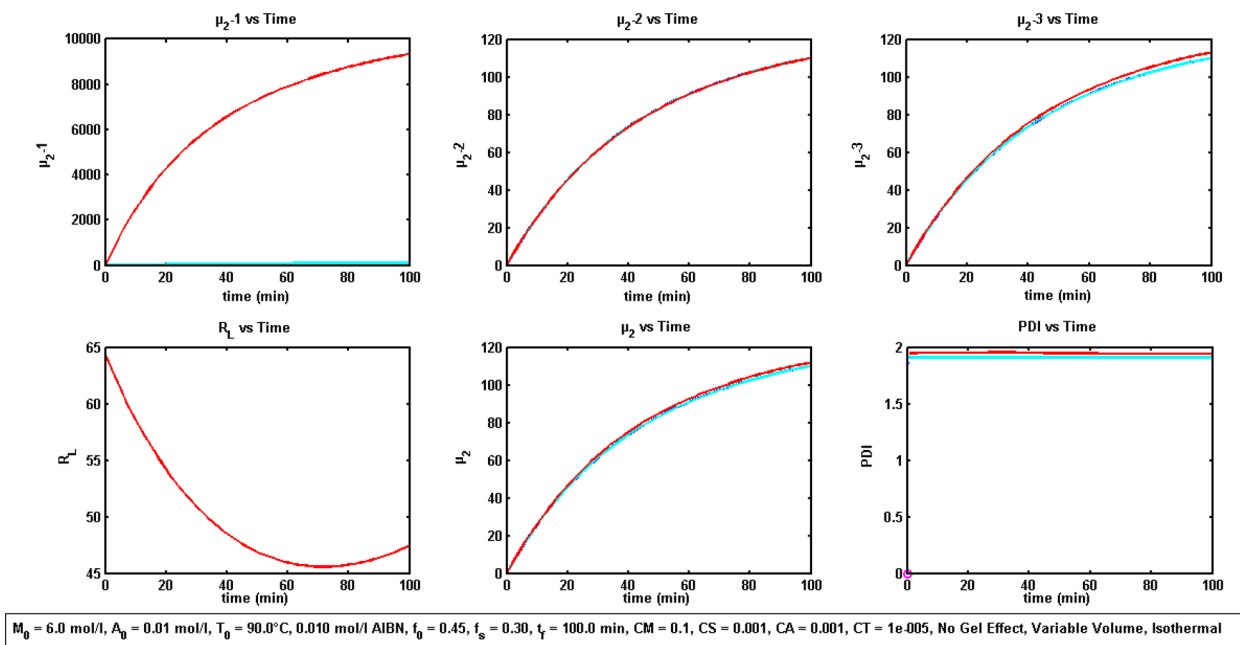 μ₂-1 vs Time
μ₂-2 vs Time
μ₂-3 vs Time
10000
8000
6000
4000
2000
0
μ₂-1
0 20 40 60 80 100
time (min)
120
100
80
60
40
20
0
μ₂-2
0 20 40 60 80 100
time (min)
120
100
80
60
40
20
0
μ₂-3
0 20 40 60 80 100
time (min)
R_L vs Time
μ₂ vs Time
PDI vs Time
65
60
55
50
45
R_L
0 20 40 60 80 100
time (min)
120
100
80
60
40
20
0
μ₂
0 20 40 60 80 100
time (min)
2
1.5
1
0.5
0
PDI
0 20 40 60 80 100
time (min)
M₀ = 6.0 mol/l, A₀ = 0.01 mol/l, T₀ = 90.0°C, 0.010 mol/l AIBN, f₀ = 0.45, fₛ = 0.30, t_f = 100.0 min, CM = 0.1, CS = 0.001, CA = 0.001, CT = 1e-005, No Gel Effect, Variable Volume, Isothermal